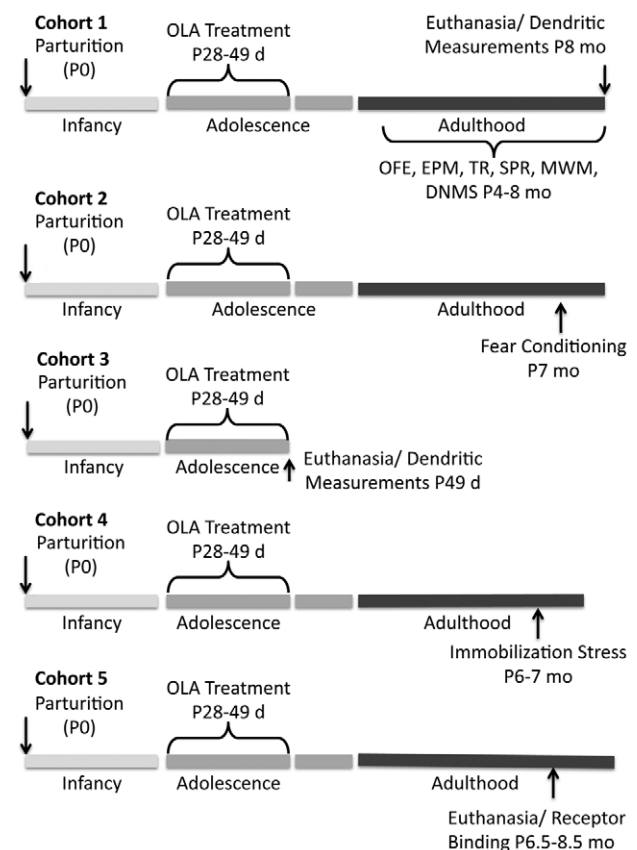 Cohort 1
Parturition
(P0)
OLA Treatment
P28-49 d
Euthanasia/ Dendritic
Measurements P8 mo
Infancy
Adolescence
Adulthood
OFE, EPM, TR, SPR, MWM,
DNMS P4-8 mo
Cohort 2
Parturition
(P0)
OLA Treatment
P28-49 d
Infancy
Adolescence
Adulthood
Fear Conditioning
P7 mo
Cohort 3
Parturition
(P0)
OLA Treatment
P28-49 d
Infancy
Adolescence
Euthanasia/ Dendritic
Measurements P49 d
Cohort 4
Parturition
(P0)
OLA Treatment
P28-49 d
Infancy
Adolescence
Adulthood
Immobilization Stress
P6-7 mo
Cohort 5
Parturition
(P0)
OLA Treatment
P28-49 d
Infancy
Adolescence
Adulthood
Euthanasia/ Receptor
Binding P6.5-8.5 mo